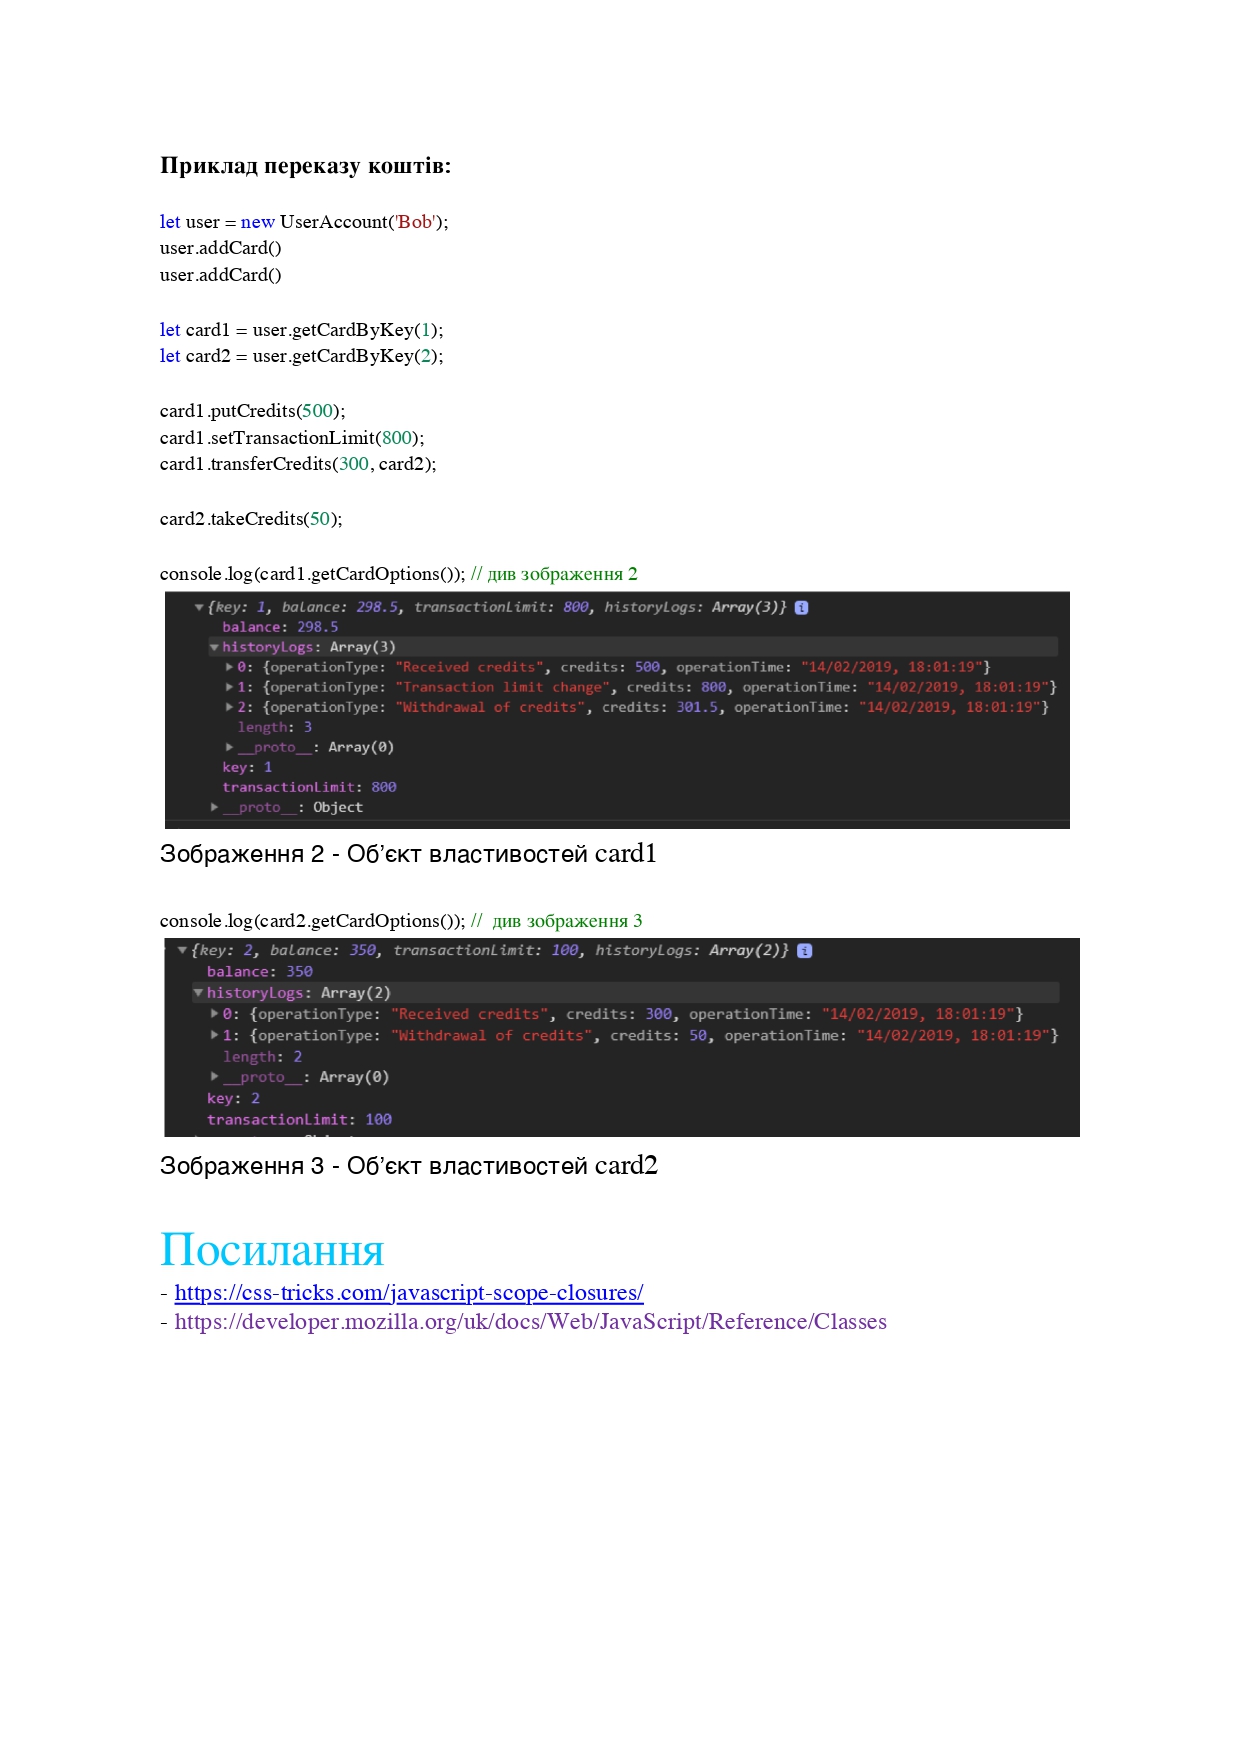 Приклад переказу коштів:
let user = new UserAccount('Bob');
user.addCard()
user.addCard()
let card1 = user.getCardByKey(1);
let card2 = user.getCardByKey(2);
card1.putCredits(500);
card1.setTransactionLimit(800);
card1.transferCredits(300, card2);
card2.takeCredits(50);
console.log(card1.getCardOptions()); // див зображення 2
▼{key: 1, balance: 298.5, transactionLimit: 800, historyLogs: Array(3)} i
balance: 298.5
▼historyLogs: Array(3)
▶0: {operationType: "Received credits", credits: 500, operationTime: "14/02/2019, 18:01:19"}
▶1: {operationType: "Transaction limit change", credits: 800, operationTime: "14/02/2019, 18:01:19"}
▶2: {operationType: "Withdrawal of credits", credits: 301.5, operationTime: "14/02/2019, 18:01:19"}
length: 3
▶__proto__: Array(0)
key: 1
transactionLimit: 800
▶__proto__: Object
Зображення 2 - Об’єкт властивостей card1
console.log(card2.getCardOptions()); //  див зображення 3
▼{key: 2, balance: 350, transactionLimit: 100, historyLogs: Array(2)} i
balance: 350
▼historyLogs: Array(2)
▶0: {operationType: "Received credits", credits: 300, operationTime: "14/02/2019, 18:01:19"}
▶1: {operationType: "Withdrawal of credits", credits: 50, operationTime: "14/02/2019, 18:01:19"}
length: 2
▶__proto__: Array(0)
key: 2
transactionLimit: 100
Зображення 3 - Об’єкт властивостей card2
Посилання
- https://css-tricks.com/javascript-scope-closures/
- https://developer.mozilla.org/uk/docs/Web/JavaScript/Reference/Classes